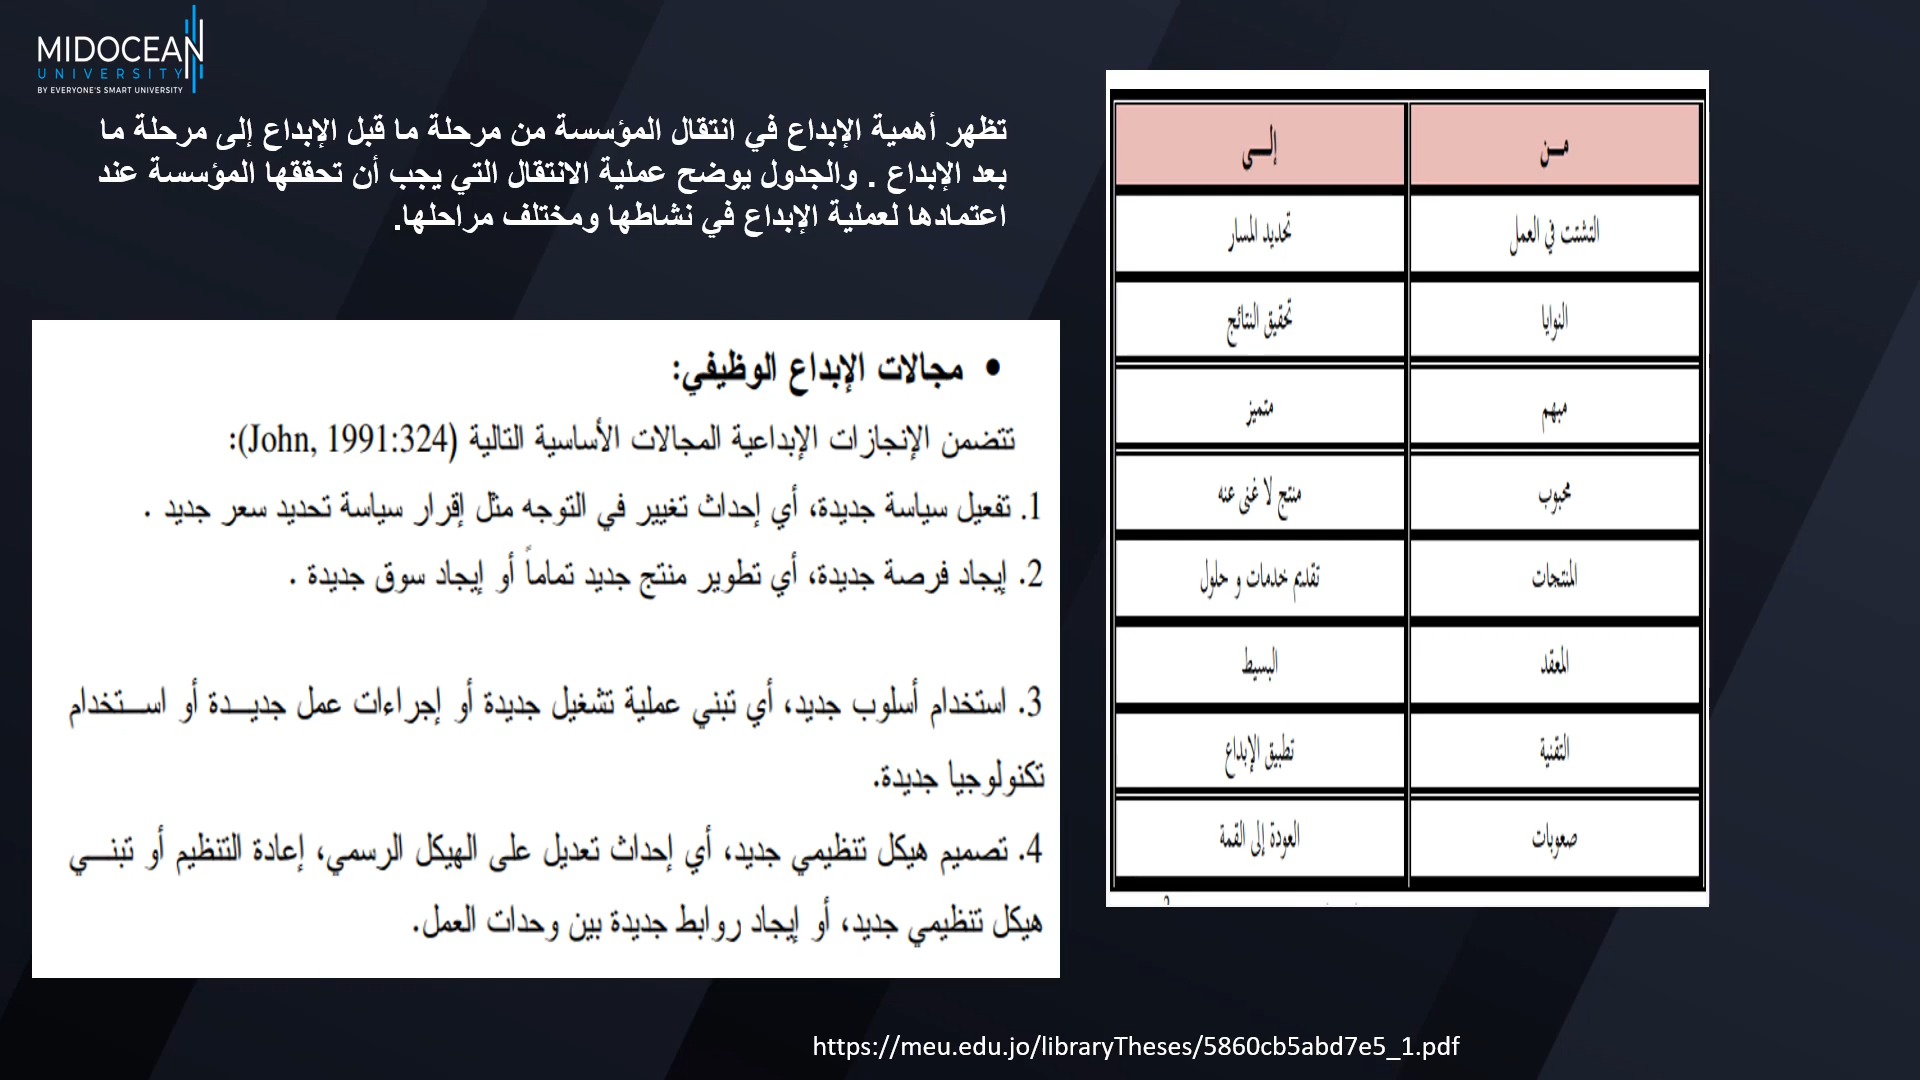 MIDOCEAN
UNIVERSITY
BY EVERYONE'S SMART UNIVERSITY
تظهر أهمية الإبداع في انتقال المؤسسة من مرحلة ما قبل الإبداع إلى مرحلة ما
بعد الإبداع . والجدول يوضح عملية الانتقال التي يجب أن تحققها المؤسسة عند
اعتمادها لعملية الإبداع في نشاطها ومختلف مراحلها.
من إلى
التشتت في العمل تحديد المسار
النوايا تحقيق النتائج
مبهم متميز
محبوب منتج لا غنى عنه
المنتجات تقديم خدمات و حلول
المعقد البسيط
التقنية تطبيق الإبداع
صعوبات العودة إلى القمة
• مجالات الإبداع الوظيفي:
تتضمن الإنجازات الإبداعية المجالات الأساسية التالية (John, 1991:324):
1. تفعيل سياسة جديدة، أي إحداث تغيير في التوجه مثل إقرار سياسة تحديد سعر جديد .
2. إيجاد فرصة جديدة، أي تطوير منتج جديد تماماً أو إيجاد سوق جديدة .
3. استخدام أسلوب جديد، أي تبني عملية تشغيل جديدة أو إجراءات عمل جديدة أو استخدام
تكنولوجيا جديدة.
4. تصميم هيكل تنظيمي جديد، أي إحداث تعديل على الهيكل الرسمي، إعادة التنظيم أو تبني
هيكل تنظيمي جديد، أو إيجاد روابط جديدة بين وحدات العمل.
https://meu.edu.jo/libraryTheses/5860cb5abd7e5_1.pdf